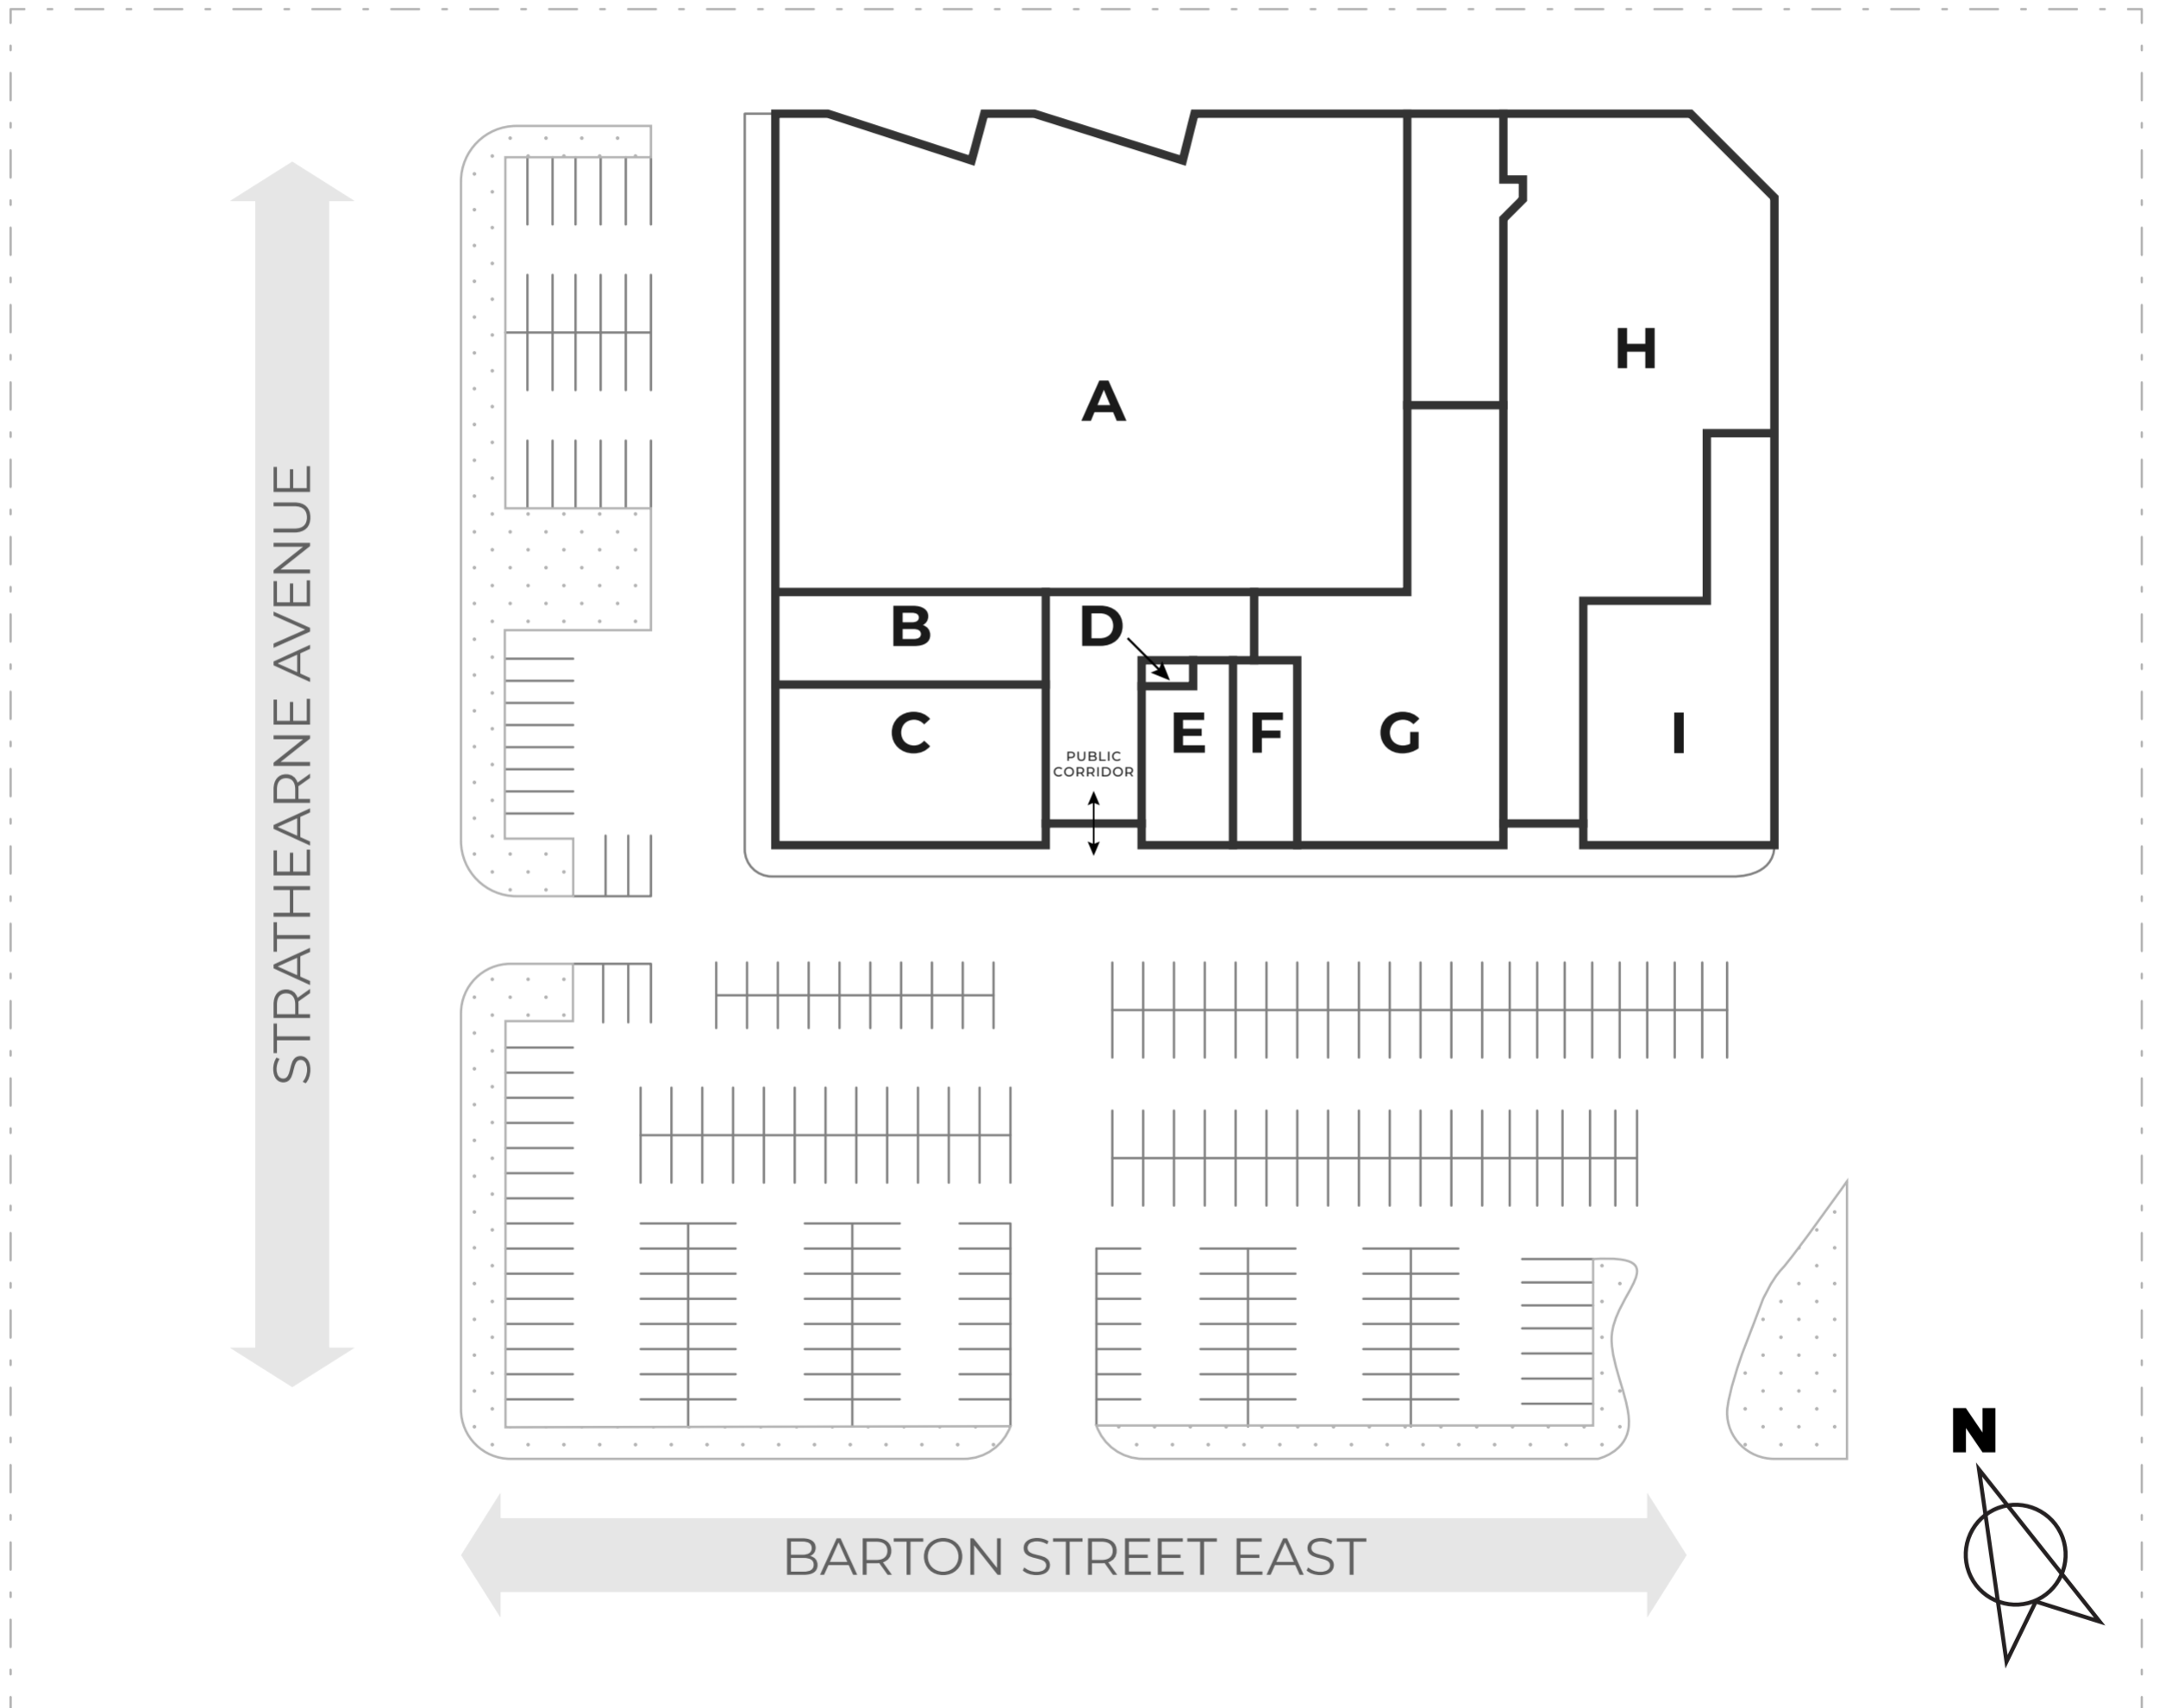 H
A
B
D
C
E
F
G
I
PUBLIC
CORRIDOR
STRATHEARNE AVENUE
N
BARTON STREET EAST